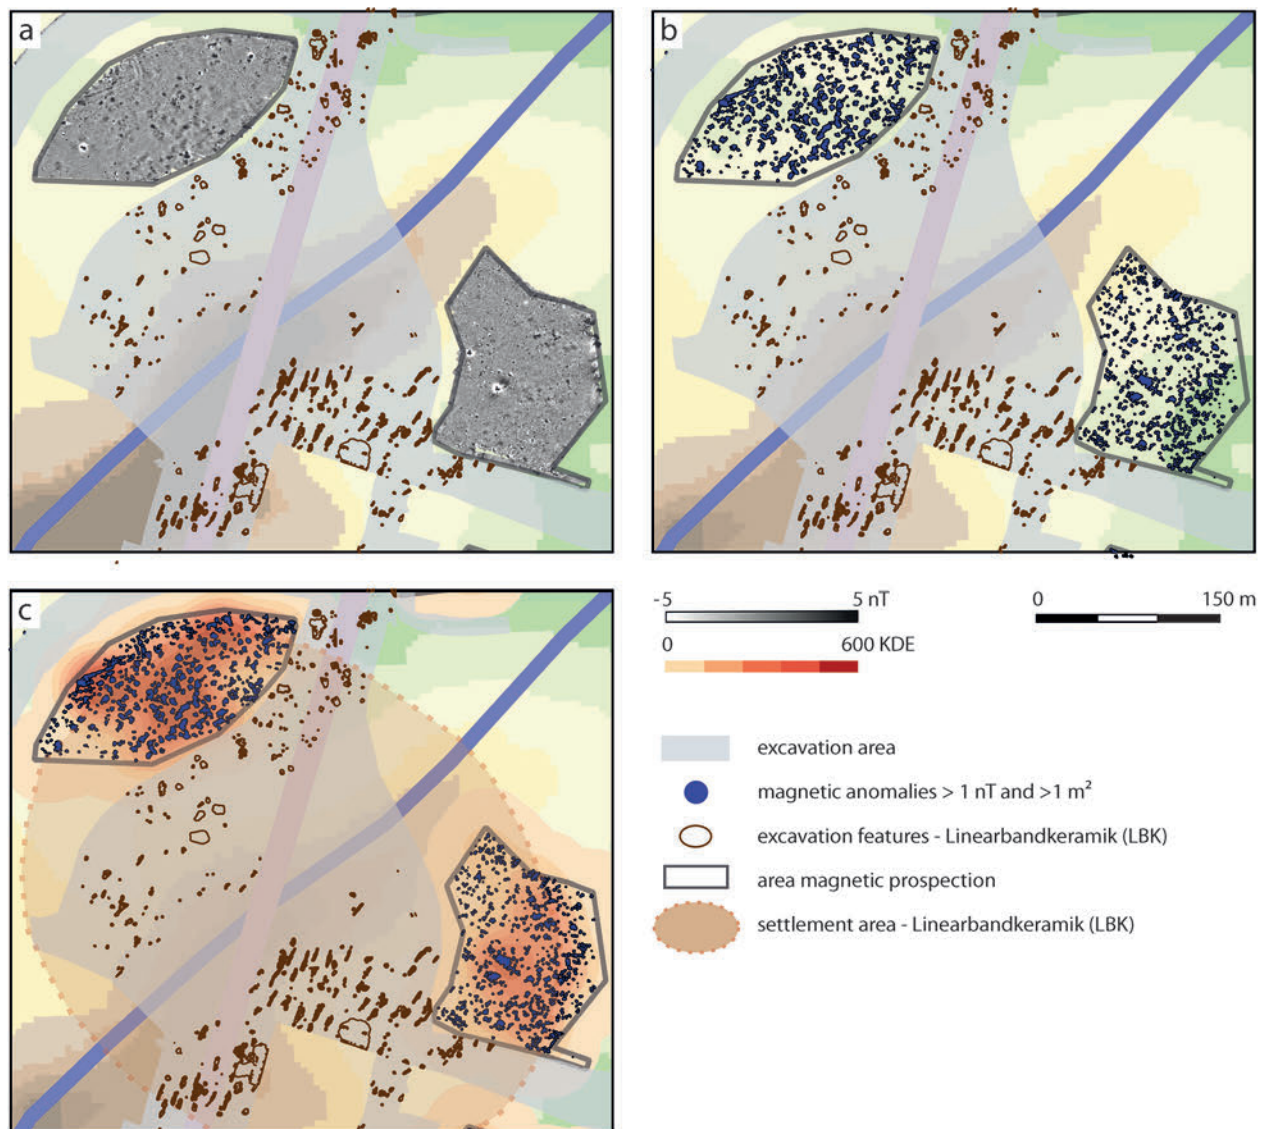 a
b
c
-5 5 nT
0 600 KDE
0 150 m
excavation area
magnetic anomalies > 1 nT and >1 m²
excavation features - Linearbandkeramik (LBK)
area magnetic prospection
settlement area - Linearbandkeramik (LBK)